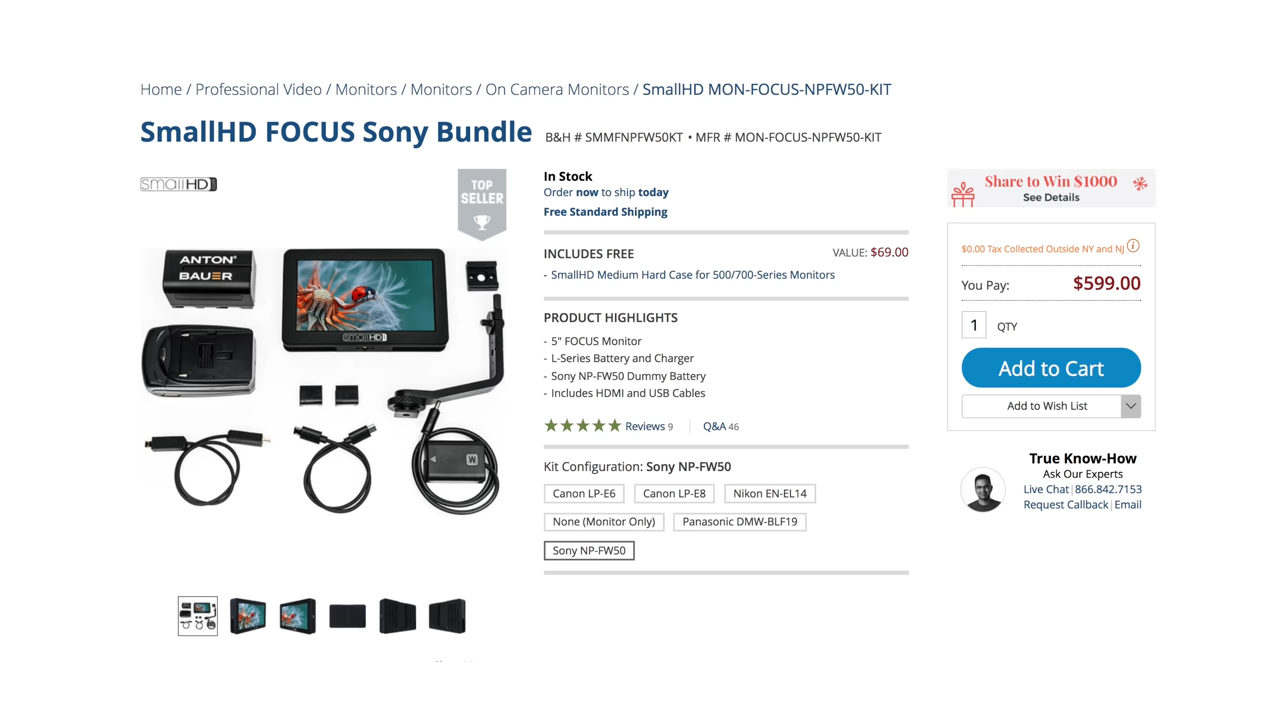 Home / Professional Video / Monitors / Monitors / On Camera Monitors / SmallHD MON-FOCUS-NPFW50-KIT
SmallHD FOCUS Sony Bundle B&H # SMMFNPFW50KT • MFR # MON-FOCUS-NPFW50-KIT
smallHD
TOP
SELLER
ANTON
BAUER
smallHD
W
In Stock
Order now to ship today
Free Standard Shipping
INCLUDES FREE VALUE: $69.00
- SmallHD Medium Hard Case for 500/700-Series Monitors
PRODUCT HIGHLIGHTS
- 5" FOCUS Monitor
- L-Series Battery and Charger
- Sony NP-FW50 Dummy Battery
- Includes HDMI and USB Cables
Reviews 9 Q&A 46
Kit Configuration: Sony NP-FW50
Canon LP-E6 Canon LP-E8 Nikon EN-EL14
None (Monitor Only) Panasonic DMW-BLF19
Sony NP-FW50
Share to Win $1000
See Details
$0.00 Tax Collected Outside NY and NJ i
You Pay: $599.00
1 QTY
Add to Cart
Add to Wish List
True Know-How
Ask Our Experts
Live Chat | 866.842.7153
Request Callback | Email